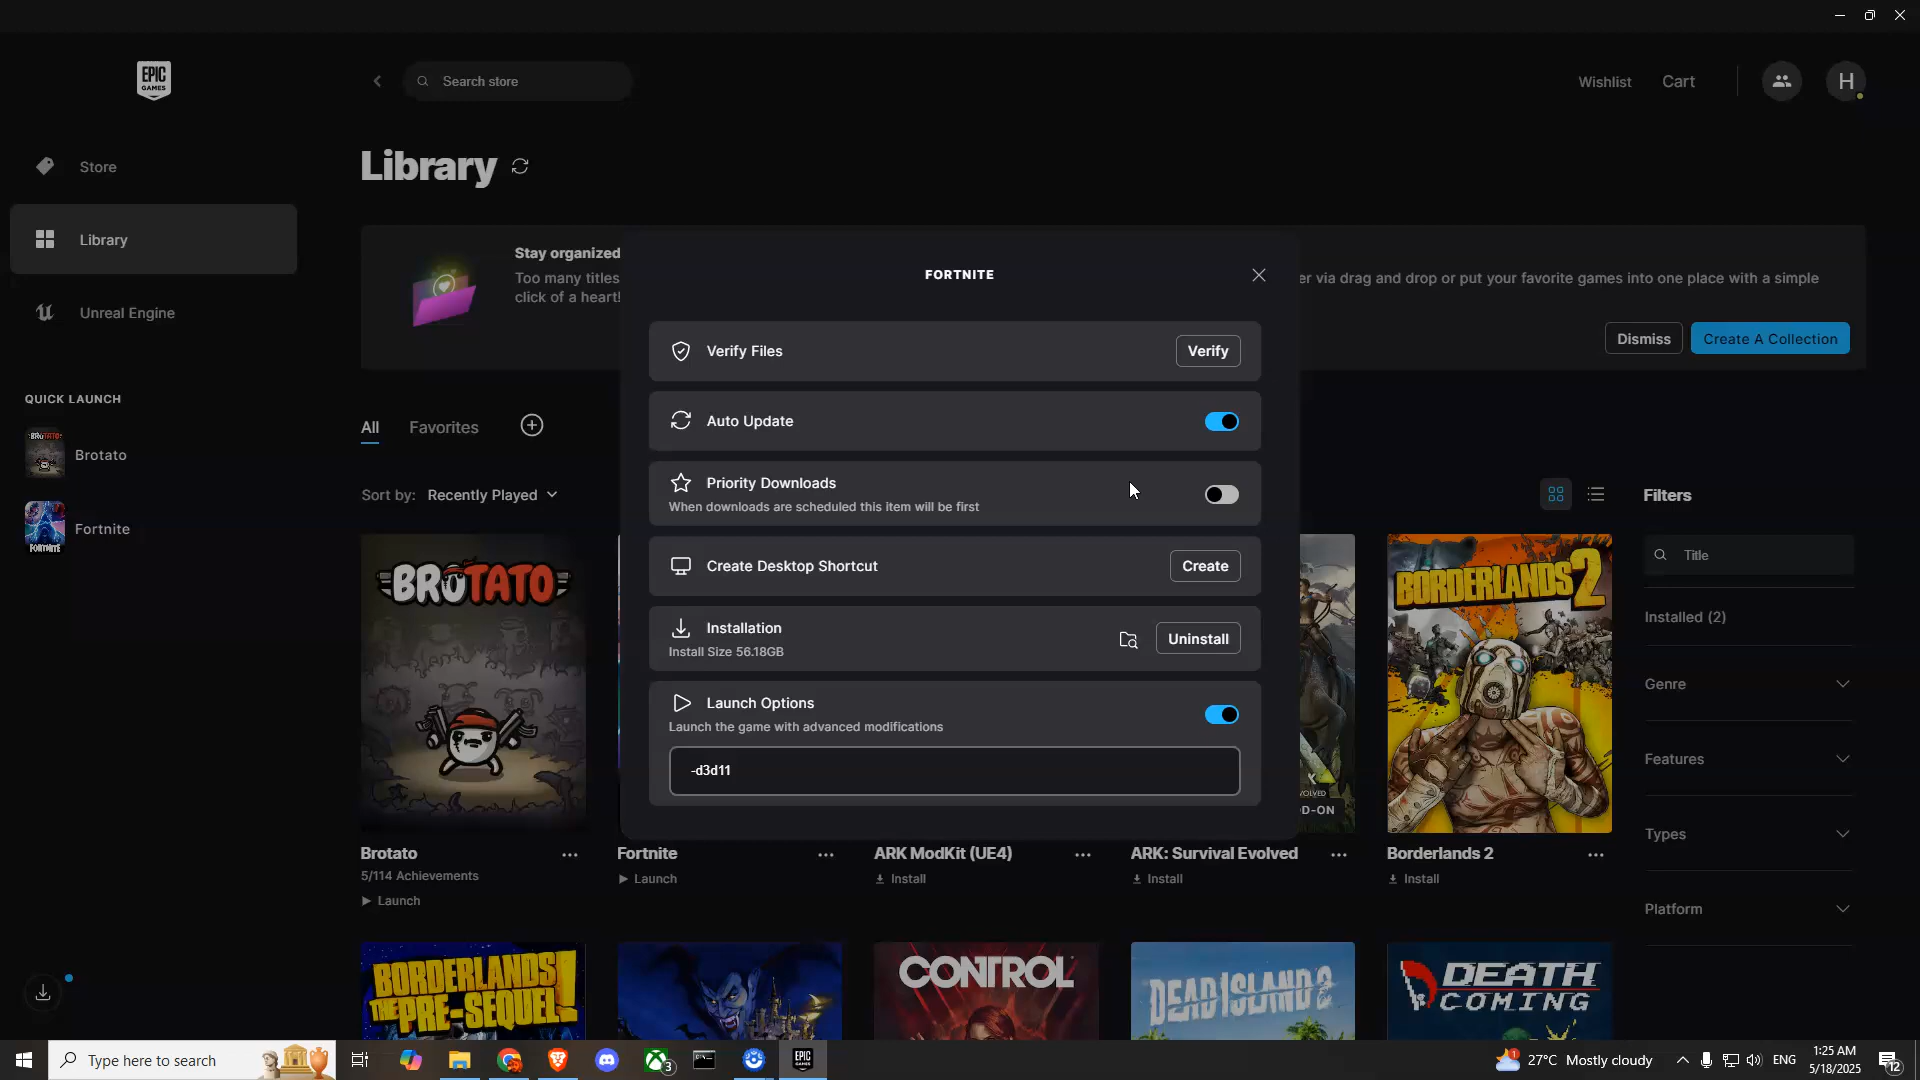 EPIC
GAMES
Search store
Wishlist
Cart
H
Store
Library
Unreal Engine
QUICK LAUNCH
Brotato
FORTNITE
Fortnite
Library
Stay organized
Too many titles
click of a heart!
er via drag and drop or put your favorite games into one place with a simple
Dismiss
Create A Collection
All
Favorites
Sort by: Recently Played
FORTNITE
Verify Files
Verify
Auto Update
Priority Downloads
When downloads are scheduled this item will be first
Create Desktop Shortcut
Create
Installation
Install Size 56.18GB
Uninstall
Launch Options
Launch the game with advanced modifications
-d3d11
Filters
Title
Installed (2)
Genre
Features
Types
Platform
BROTATO
OLVED
D-ON
BORDERLANDS 2
Brotato
5/114 Achievements
Launch
Fortnite
Launch
ARK ModKit (UE4)
Install
ARK: Survival Evolved
Install
Borderlands 2
Install
BORDERLANDS
THE PRE-SEQUEL!
CONTROL
DEAD ISLAND 2
DEATH
COMING
Type here to search
3
EPIC
GAMES
1
27°C Mostly cloudy
ENG
1:25 AM
5/18/2025
12